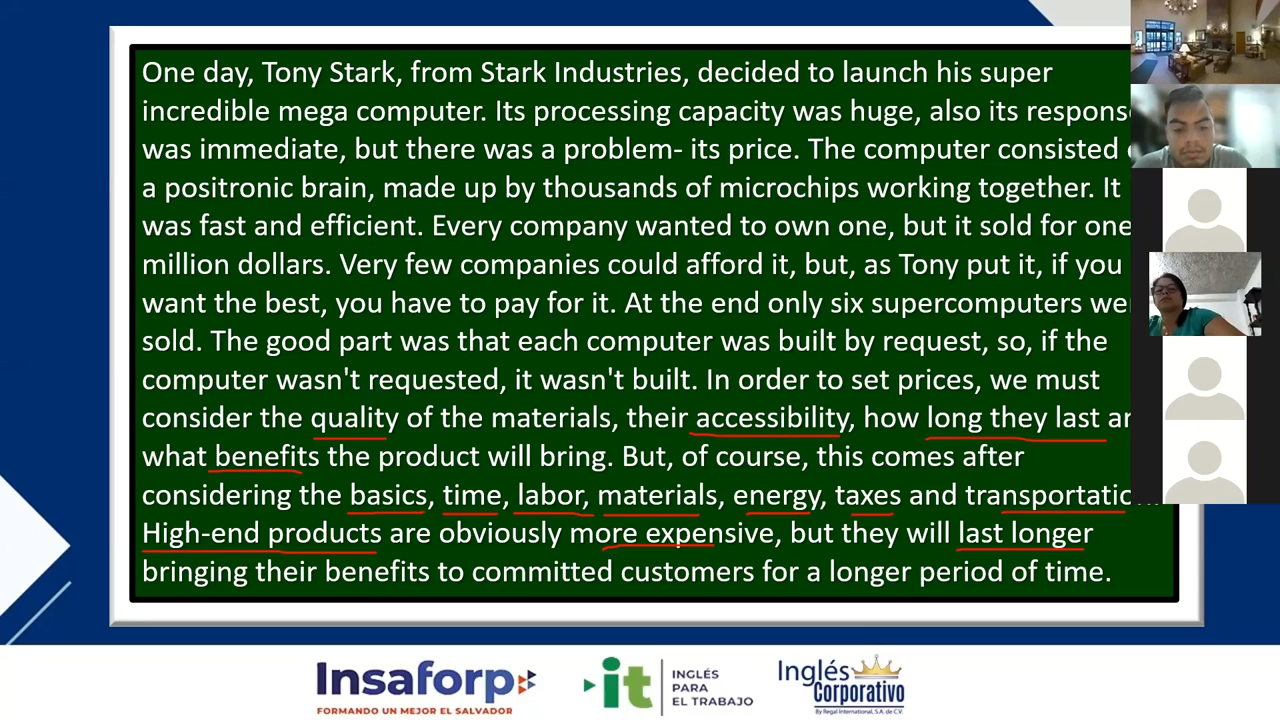 One day, Tony Stark, from Stark Industries, decided to launch his super
incredible mega computer. Its processing capacity was huge, also its respons
was immediate, but there was a problem- its price. The computer consisted
a positronic brain, made up by thousands of microchips working together. It
was fast and efficient. Every company wanted to own one, but it sold for one
million dollars. Very few companies could afford it, but, as Tony put it, if you
want the best, you have to pay for it. At the end only six supercomputers we
sold. The good part was that each computer was built by request, so, if the
computer wasn't requested, it wasn't built. In order to set prices, we must
consider the quality of the materials, their accessibility, how long they last
what benefits the product will bring. But, of course, this comes after
considering the basics, time, labor, materials, energy, taxes and transportatio
High-end products are obviously more expensive, but they will last longer
bringing their benefits to committed customers for a longer period of time.
Insaforp
FORMANDO UN MEJOR EL SALVADOR
it
INGLÉS
PARA
EL TRABAJO
Inglés
Corporativo
By Regal International, S.A. de C.V.